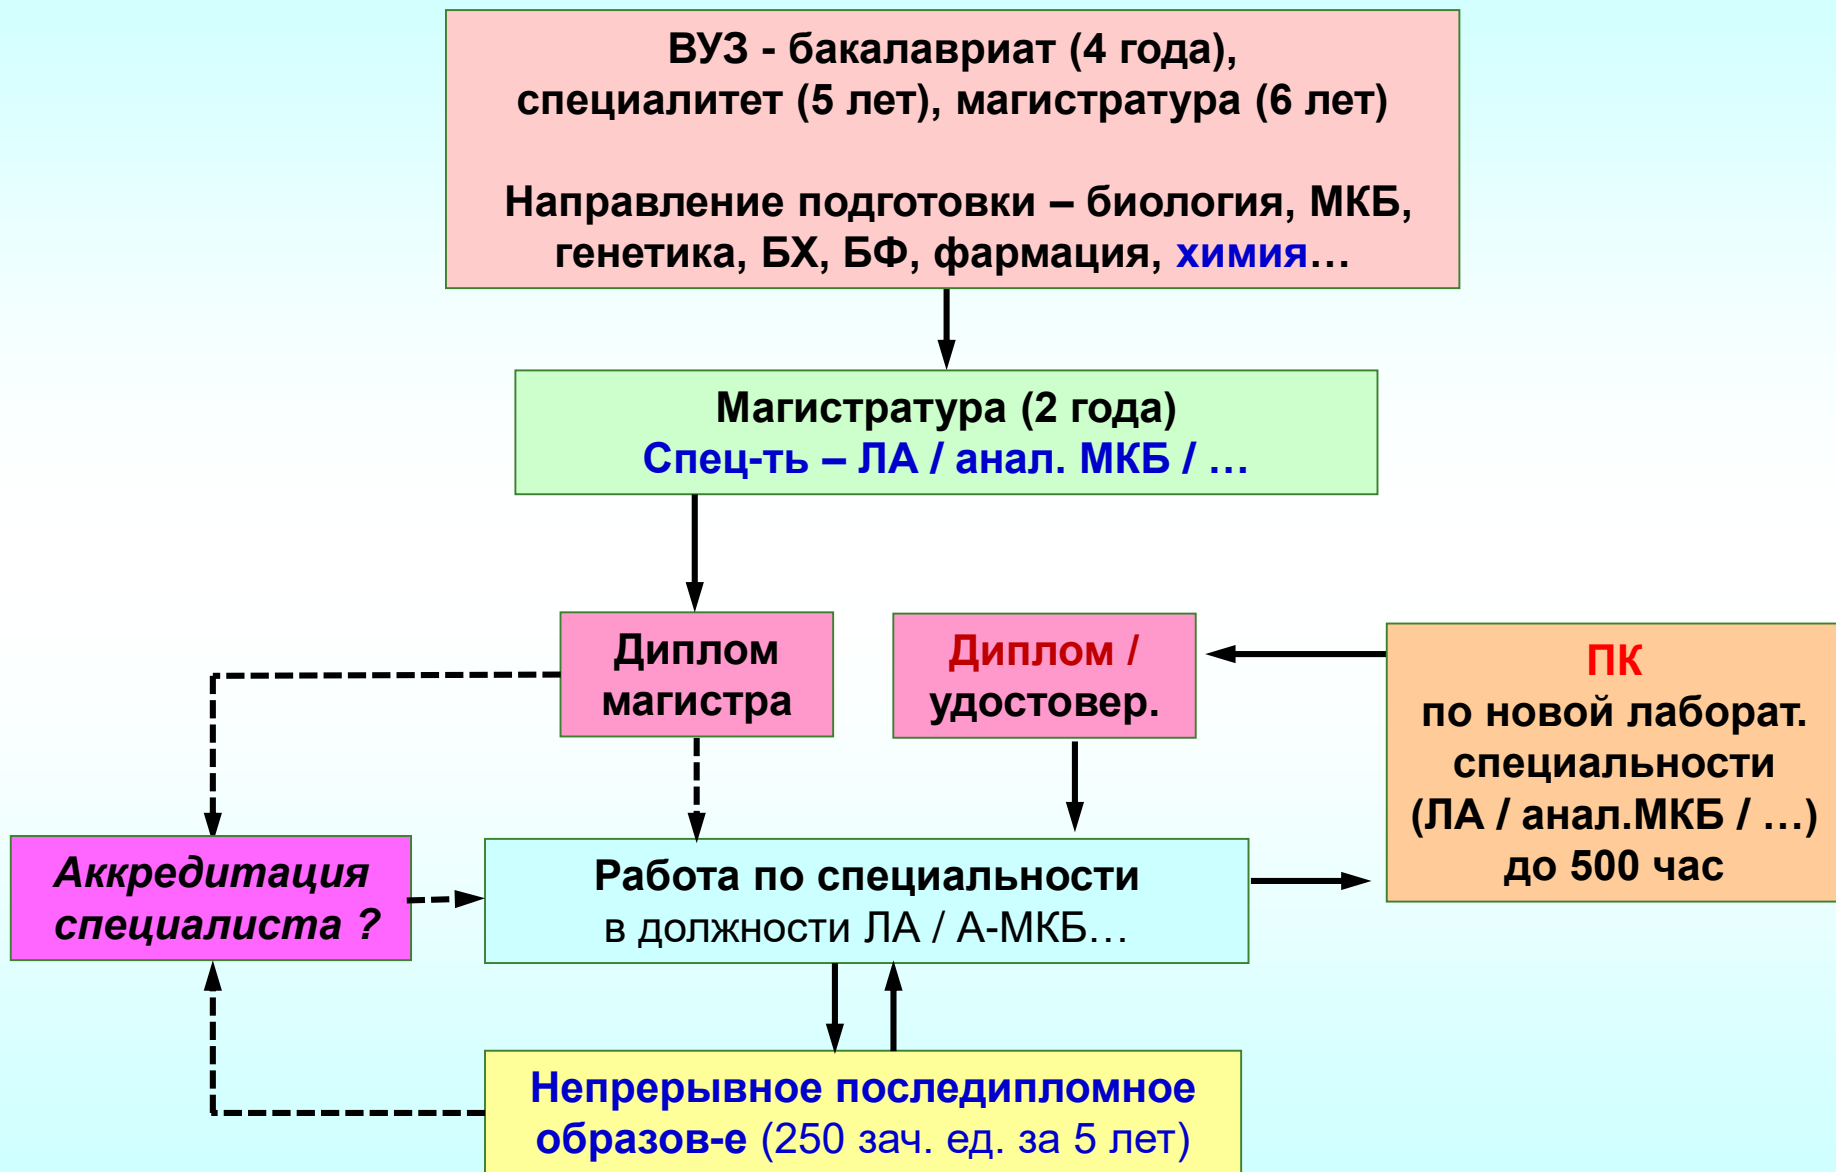 ВУЗ - бакалавриат (4 года),
специалитет (5 лет), магистратура (6 лет)
Направление подготовки – биология, МКБ,
генетика, БХ, БФ, фармация, химия…
Магистратура (2 года)
Спец-ть – ЛА / анал. МКБ / …
Диплом
магистра
Диплом /
удостовер.
ПК
по новой лаборат.
специальности
(ЛА / анал.МКБ / …)
до 500 час
Аккредитация
специалиста ?
Работа по специальности
в должности ЛА / А-МКБ…
Непрерывное последипломное
образов-е (250 зач. ед. за 5 лет)